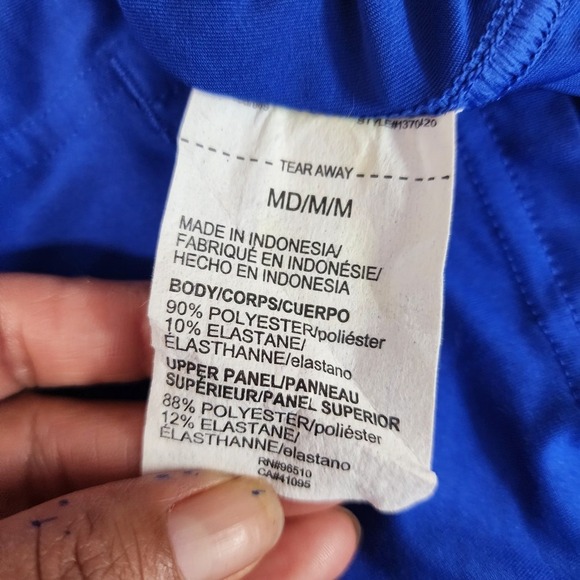 STYLE#1370420
TEAR AWAY
MD/M/M
MADE IN INDONESIA/
FABRIQUÉ EN INDONÉSIE/
HECHO EN INDONESIA
BODY/CORPS/CUERPO
90% POLYESTER/poliéster
10% ELASTANE/
ÉLASTHANNE/elastano
UPPER PANEL/PANNEAU
SUPÉRIEUR/PANEL SUPERIOR
88% POLYESTER/poliéster
12% ELASTANE/
ÉLASTHANNE/elastano
RN#96510
CA#41095